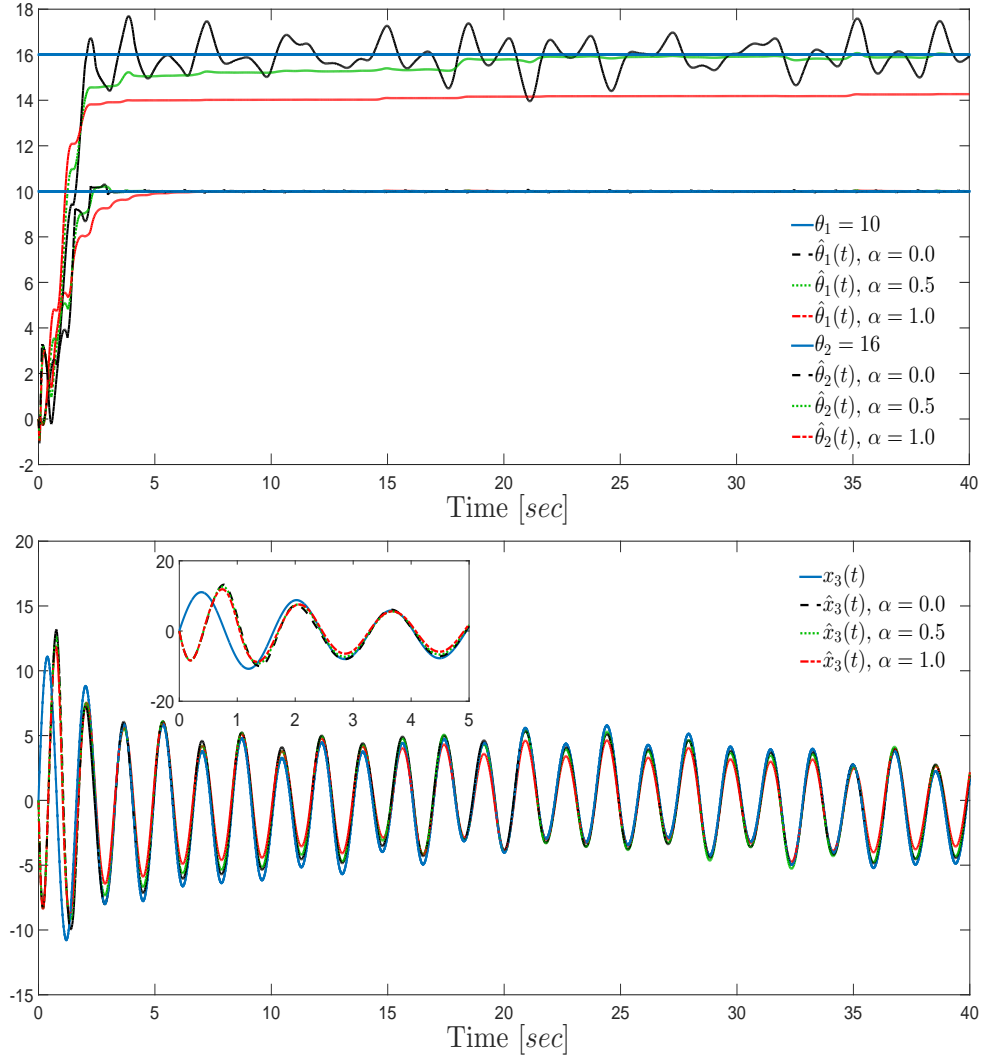 18
16
14
12
10
8
6
4
2
0
-2
θ₁ = 10
θ̂₁(t), α = 0.0
θ̂₁(t), α = 0.5
θ̂₁(t), α = 1.0
θ₂ = 16
θ̂₂(t), α = 0.0
θ̂₂(t), α = 0.5
θ̂₂(t), α = 1.0
0 5 10 15 20 25 30 35 40
Time [sec]
20
15
10
5
0
-5
-10
-15
20
0
-20
0 1 2 3 4 5
x₃(t)
x̂₃(t), α = 0.0
x̂₃(t), α = 0.5
x̂₃(t), α = 1.0
0 5 10 15 20 25 30 35 40
Time [sec]